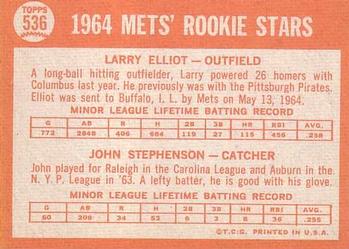 TOPPS
536
1964 METS' ROOKIE STARS
LARRY ELLIOT — OUTFIELD
A long-ball hitting outfielder, Larry powered 26 homers with
Columbus last year. He previously was with the Pittsburgh Pirates.
Elliot was sent to Buffalo, I. L. by Mets on May 13, 1964.
MINOR LEAGUE LIFETIME BATTING RECORD
G AB R H 2B 3B HR RBI AVG.
772 2648 406 684 119 27 115 456 .258
JOHN STEPHENSON — CATCHER
John played for Raleigh in the Carolina League and Auburn in the
N. Y. P. League in '63. A lefty batter, he is good with his glove.
MINOR LEAGUE LIFETIME BATTING RECORD
G AB R H 2B 3B HR RBI AVG.
60 208 34 53 6 3 8 36 .255
©T.C.G. PRINTED IN U.S.A.